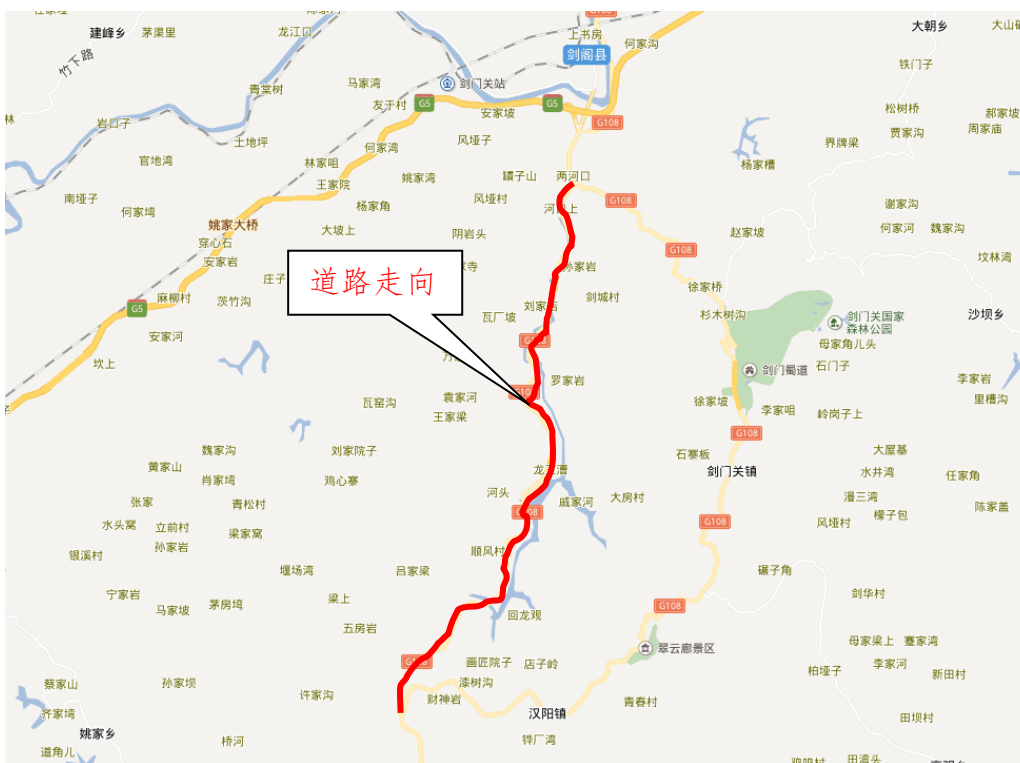 建峰乡
茅渠里
龙江口
上书房
何家沟
大朝乡
竹下路
剑阁县
铁门子
马家湾
剑门关站
青棠树
友于村
G5
安家坡
G5
G108
松树桥
郝家坡
周家庙
贾家沟
界牌梁
林
岩口子
土地坪
风垭子
何家湾
官地湾
林家咀
杨家槽
王家院
姚家湾
罈子山
两河口
南垭子
何家塆
杨家角
风垭村
G108
谢家沟
姚家大桥
大坡上
阴岩头
赵家坡
何家河
魏家沟
穿心石
G108
安家岩
坟林湾
道路走向
庄子
孙家岩
徐家桥
麻柳村
茨竹沟
剑城村
G5
瓦厂坡
杉木树沟
剑门关国家
森林公园
沙坝乡
安家河
母家角儿头
坎上
石门子
剑门蜀道
罗家岩
李家岩
袁家河
里槽沟
瓦窑沟
王家梁
徐家坡
李家咀
岭岗子上
G108
魏家沟
刘家院子
石寨板
大屋基
黄家山
剑门关镇
水井湾
任家角
肖家塆
鸡心寨
河头
大房村
漫三湾
张家
青松村
戚家河
檬子包
陈家盖
水头窝
立前村
梁家窝
G108
风垭村
孙家岩
银溪村
顺风村
堰场湾
吕家梁
碾子角
宁家岩
梁上
剑华村
马家坡
茅房塆
G108
回龙观
五房岩
母家梁上
蹇家湾
翠云廊景区
画匠院子
店子岭
李家河
柏垭子
新田村
蔡家山
孙家坝
漆树沟
许家沟
财神岩
青春村
齐家塆
汉阳镇
田坝村
姚家乡
桥河
铧厂湾
道角儿